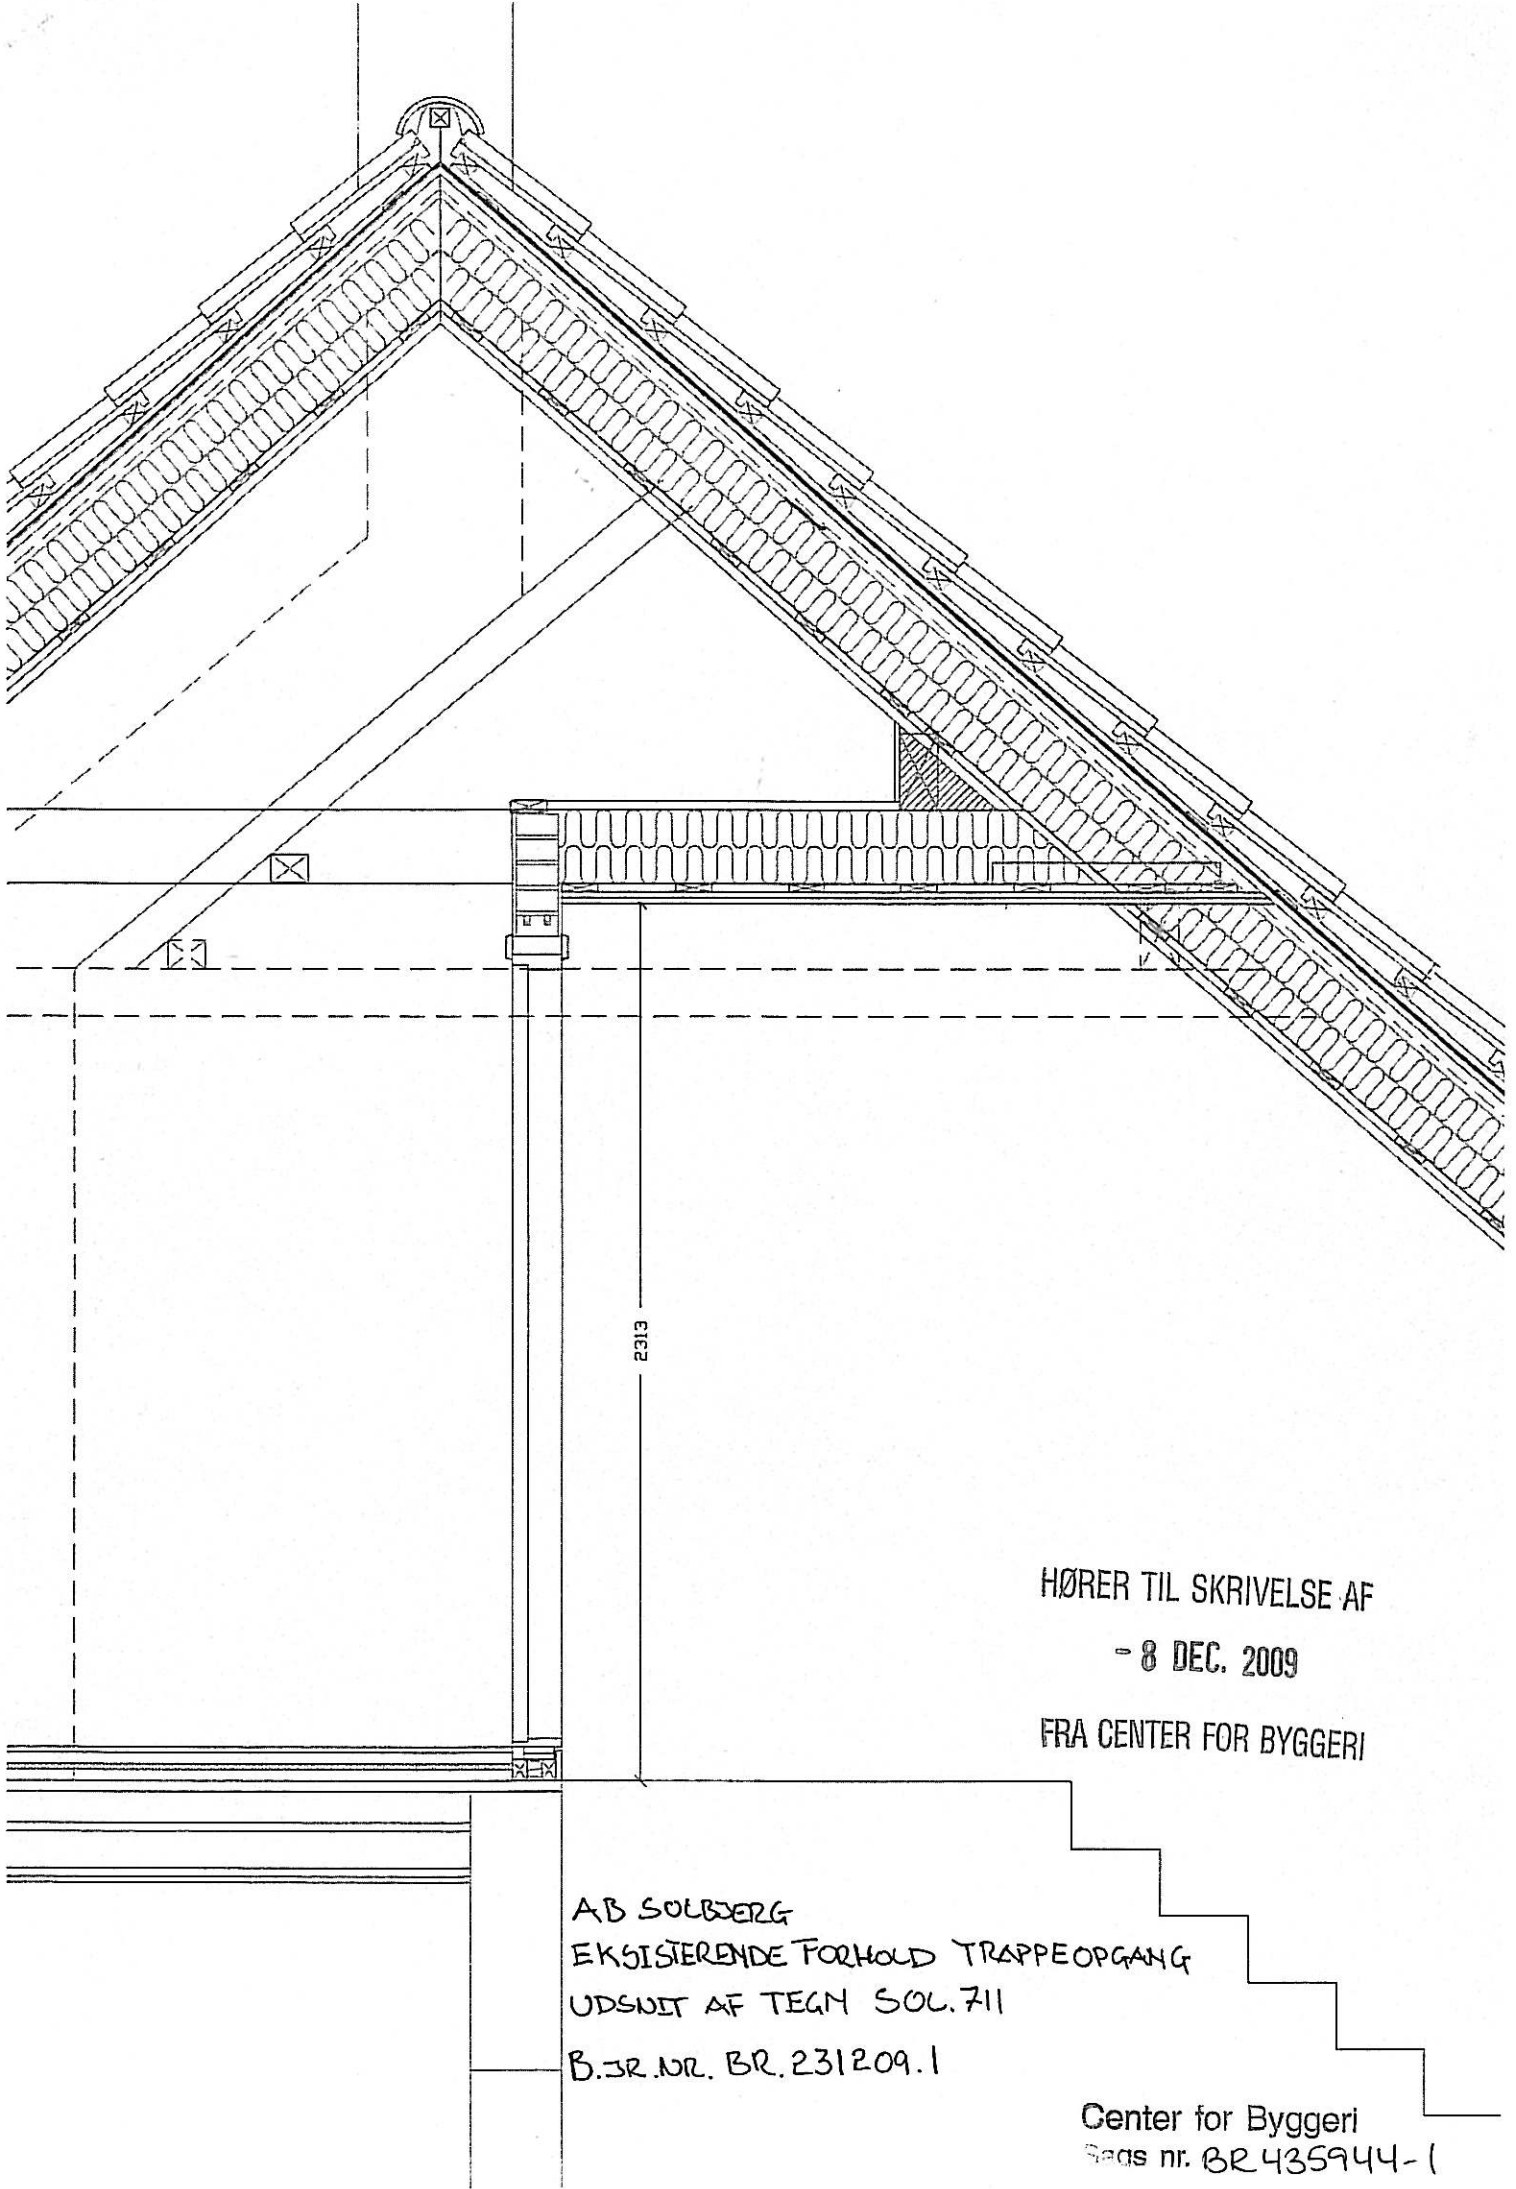 2313
HØRER TIL SKRIVELSE AF
- 8 DEC. 2009
FRA CENTER FOR BYGGERI
AB SOLBJERG
EKSISTERENDE FORHOLD TRAPPEOPGANG
UDSNIT AF TEGN SOL.711
B.JR.NR. BR.231209.1
Center for Byggeri
Sags nr. BR435944-1